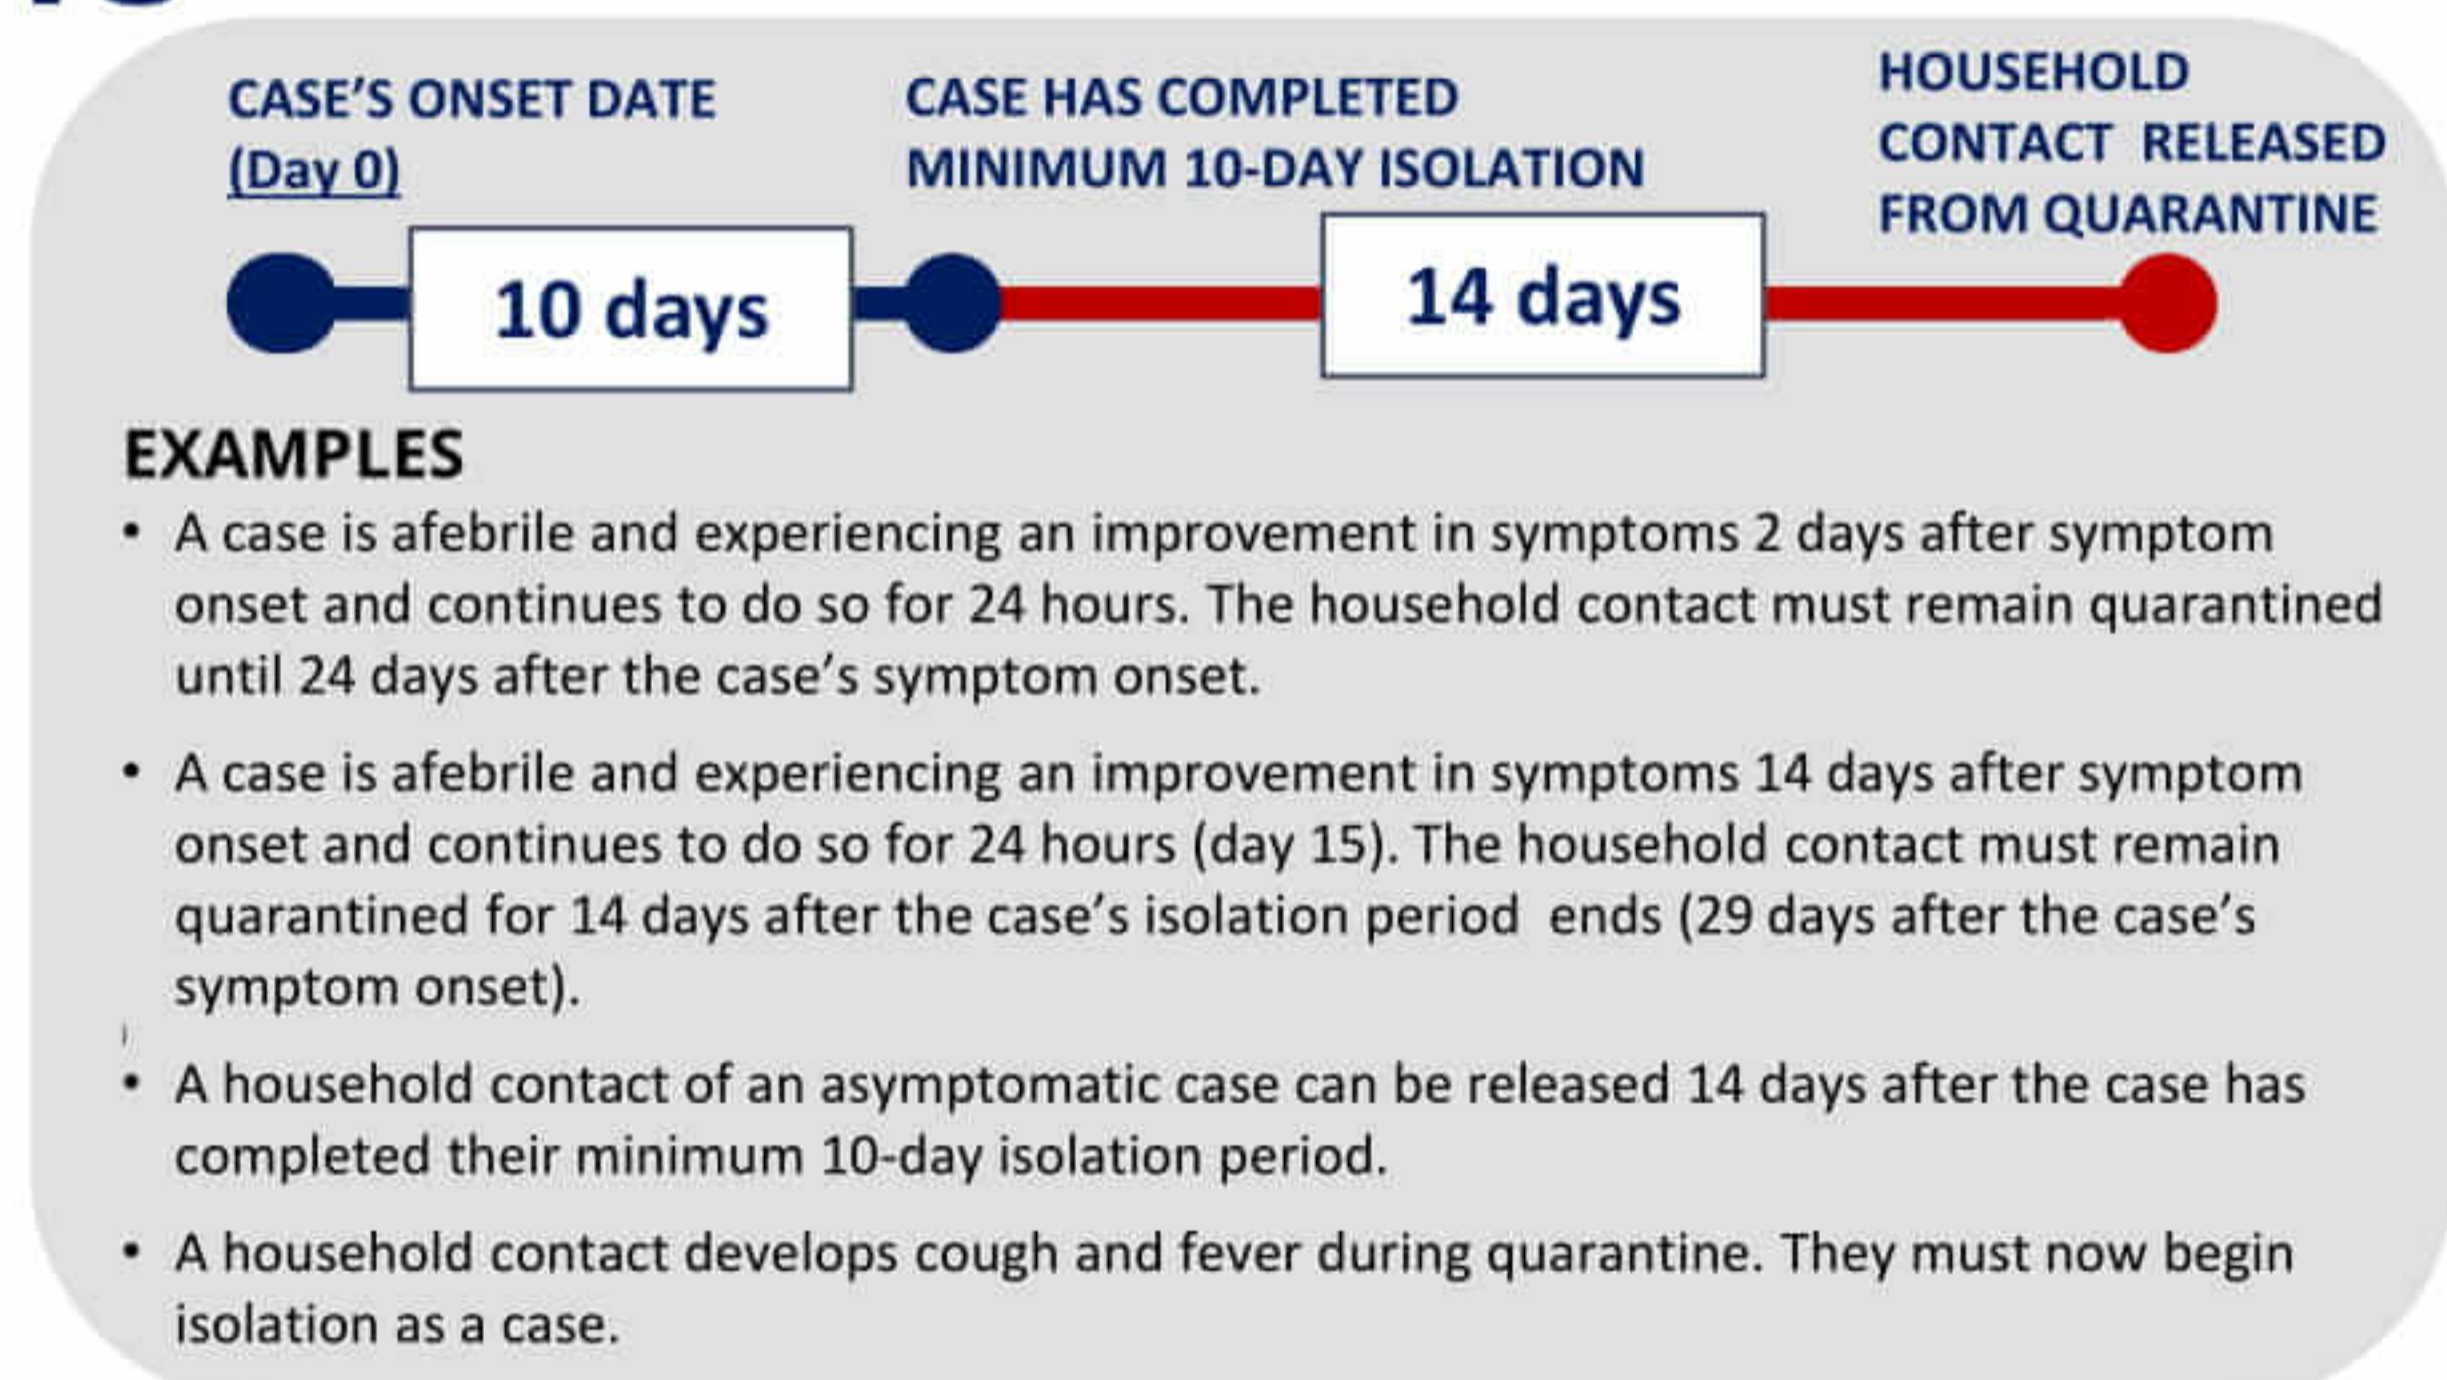 CASE'S ONSET DATE
(Day 0)
CASE HAS COMPLETED
MINIMUM 10-DAY ISOLATION
HOUSEHOLD
CONTACT RELEASED
FROM QUARANTINE
10 days
14 days
EXAMPLES
• A case is afebrile and experiencing an improvement in symptoms 2 days after symptom
onset and continues to do so for 24 hours. The household contact must remain quarantined
until 24 days after the case's symptom onset.
• A case is afebrile and experiencing an improvement in symptoms 14 days after symptom
onset and continues to do so for 24 hours (day 15). The household contact must remain
quarantined for 14 days after the case's isolation period ends (29 days after the case's
symptom onset).
• A household contact of an asymptomatic case can be released 14 days after the case has
completed their minimum 10-day isolation period.
• A household contact develops cough and fever during quarantine. They must now begin
isolation as a case.